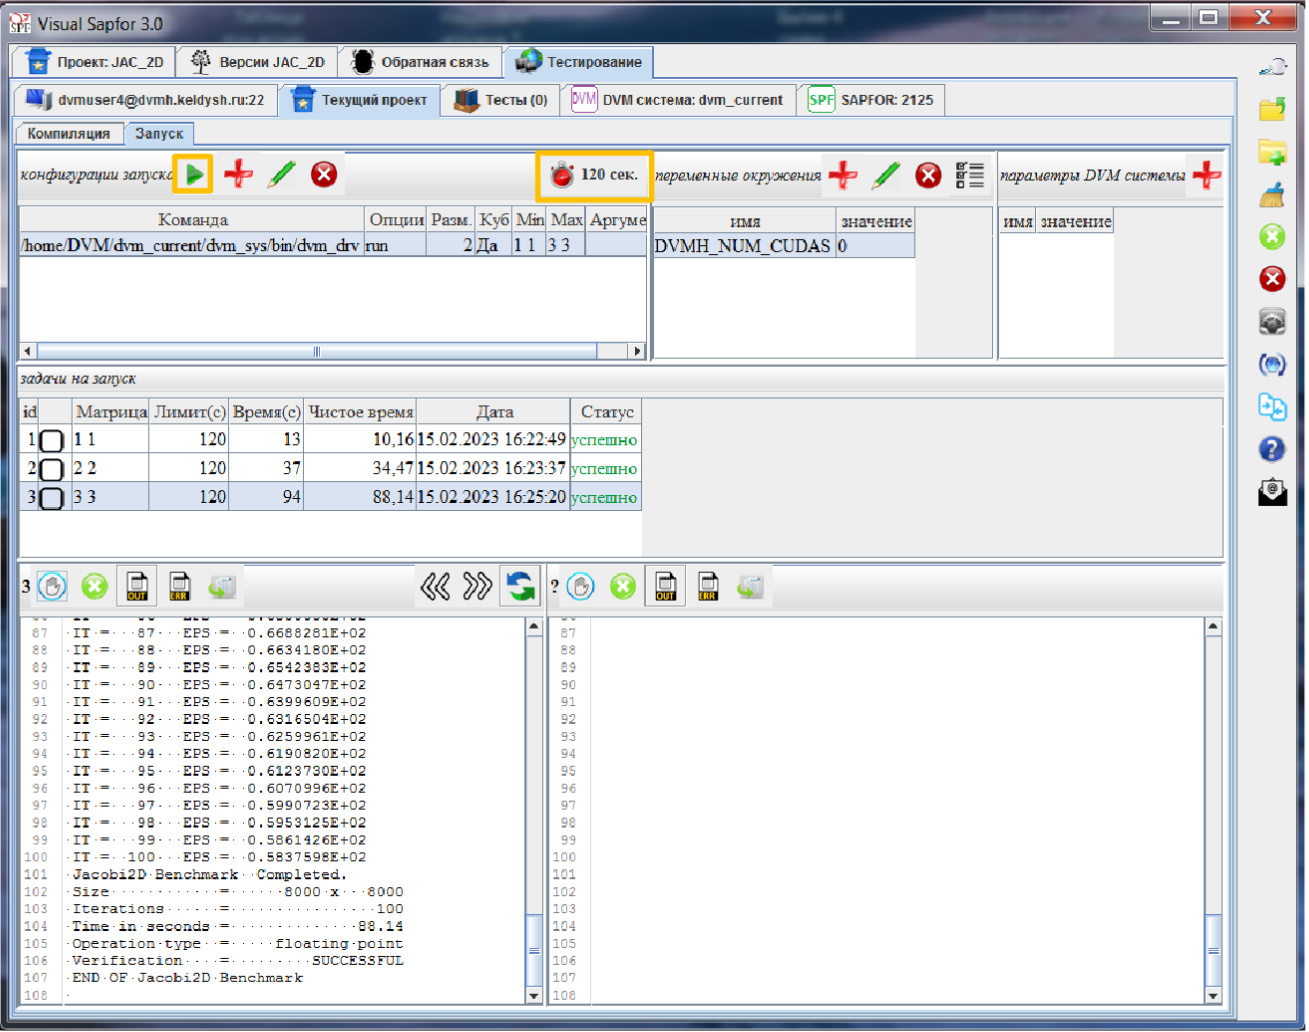 Visual Sapfor 3.0
Проект: JAC_2D Версии JAC_2D Обратная связь Тестирование
dvmuser4@dvmh.keldysh.ru:22 Текущий проект Тесты (0) DVM DVM система: dvm_current SPF SAPFOR: 2125
Компиляция Запуск
конфигурации запуска 120 сек. переменные окружения параметры DVM системы
Команда Опции Разм. Куб Min Max Аргуме имя значение имя значение
/home/DVM/dvm_current/dvm_sys/bin/dvm_drv run 2 Да 1 1 3 3 DVMH_NUM_CUDAS 0
задачи на запуск
id Матрица Лимит(с) Время(с) Чистое время Дата Статус
1 1 1 120 13 10,16 15.02.2023 16:22:49 успешно
2 2 2 120 37 34,47 15.02.2023 16:23:37 успешно
3 3 3 120 94 88,14 15.02.2023 16:25:20 успешно
3 OUT ERR ? OUT ERR
87 ·IT·=···87···EPS·=··0.6688281E+02 87
88 ·IT·=···88···EPS·=··0.6634180E+02 88
89 ·IT·=···89···EPS·=··0.6542383E+02 89
90 ·IT·=···90···EPS·=··0.6473047E+02 90
91 ·IT·=···91···EPS·=··0.6399609E+02 91
92 ·IT·=···92···EPS·=··0.6316504E+02 92
93 ·IT·=···93···EPS·=··0.6259961E+02 93
94 ·IT·=···94···EPS·=··0.6190820E+02 94
95 ·IT·=···95···EPS·=··0.6123730E+02 95
96 ·IT·=···96···EPS·=··0.6070996E+02 96
97 ·IT·=···97···EPS·=··0.5990723E+02 97
98 ·IT·=···98···EPS·=··0.5953125E+02 98
99 ·IT·=···99···EPS·=··0.5861426E+02 99
100 ·IT·=··100···EPS·=··0.5837598E+02 100
101 ·Jacobi2D·Benchmark··Completed. 101
102 ·Size············=······8000·x···8000 102
103 ·Iterations······=················100 103
104 ·Time·in·seconds·=··············88.14 104
105 ·Operation·type··=·····floating·point 105
106 ·Verification····=·········SUCCESSFUL 106
107 ·END·OF·Jacobi2D·Benchmark 107
108 · 108